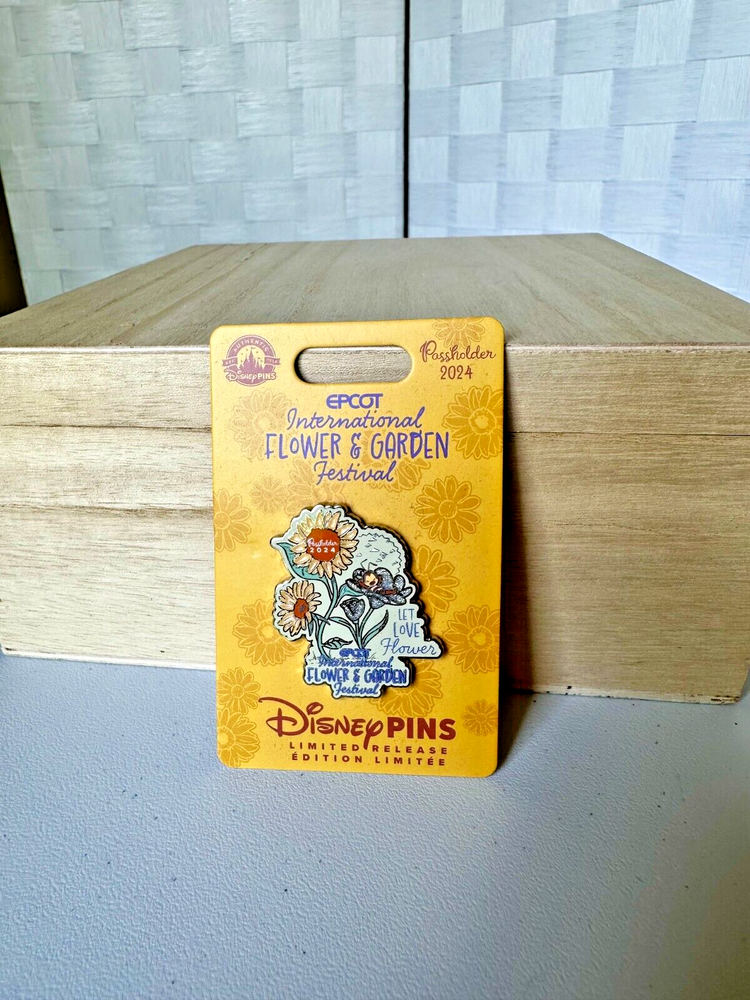 AUTHENTIC
Disney PINS
Passholder
2024
EPCOT
International
FLOWER & GARDEN
Festival
Passholder
2024
LET
LOVE
Flower
EPCOT
International
FLOWER & GARDEN
Festival
Disney PINS
LIMITED RELEASE
ÉDITION LIMITÉE